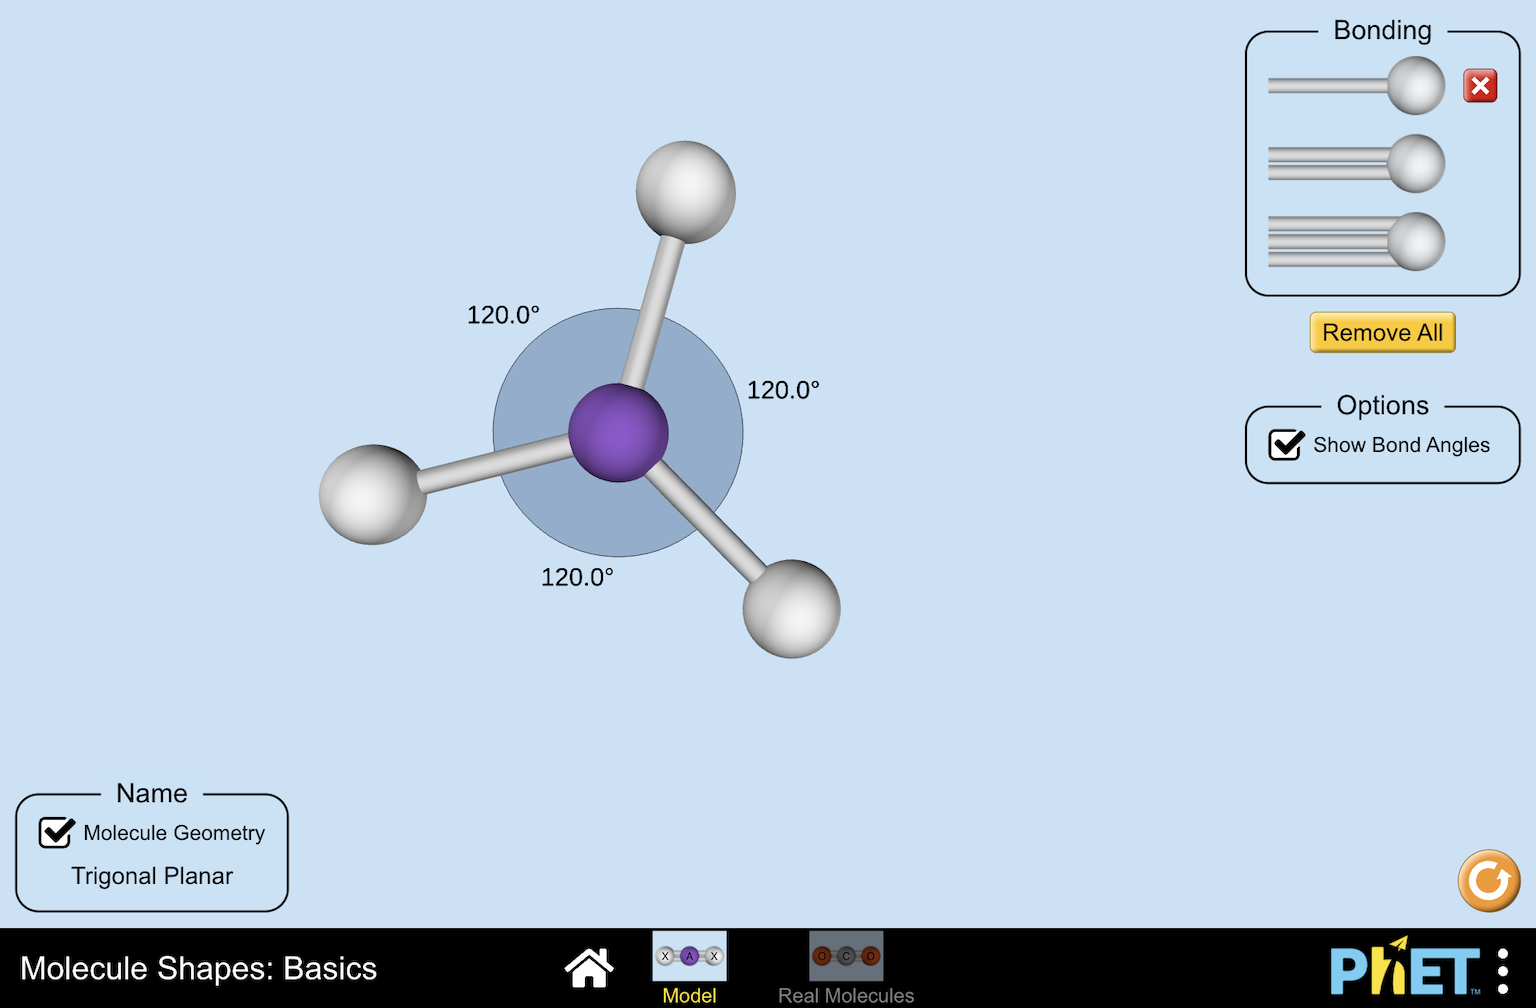 Bonding
Remove All
Options
Show Bond Angles
120.0°
120.0°
120.0°
Name
Molecule Geometry
Trigonal Planar
Molecule Shapes: Basics
X A X
Model
O C O
Real Molecules
PhET™